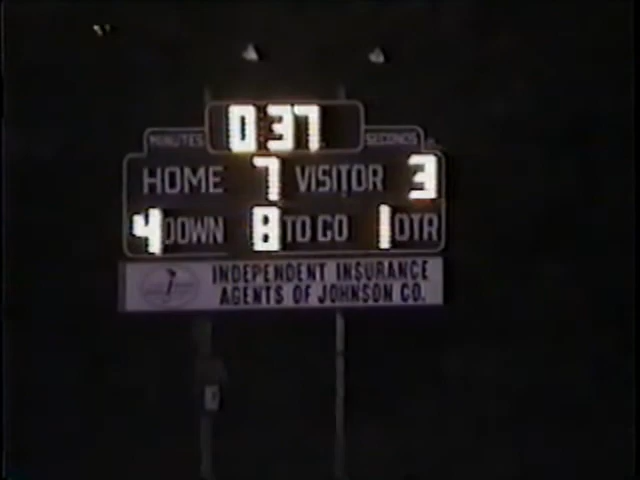 0:37
MINUTES SECONDS
HOME 7 VISITOR 3
4 DOWN 8 TO GO 1 QTR
INDEPENDENT INSURANCE
AGENTS OF JOHNSON CO.